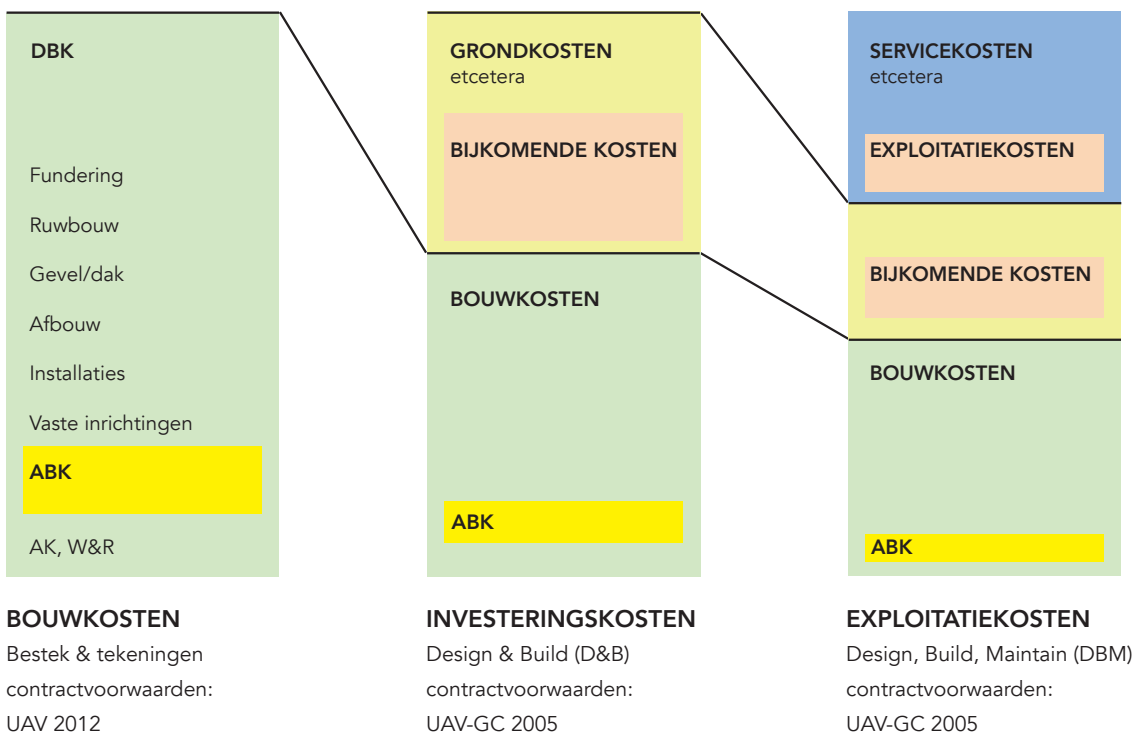 DBK
Fundering
Ruwbouw
Gevel/dak
Afbouw
Installaties
Vaste inrichtingen
ABK
AK, W&R
BOUWKOSTEN
Bestek & tekeningen
contractvoorwaarden:
UAV 2012
GRONDKOSTEN
etcetera
BIJKOMENDE KOSTEN
BOUWKOSTEN
ABK
INVESTERINGSKOSTEN
Design & Build (D&B)
contractvoorwaarden:
UAV-GC 2005
SERVICEKOSTEN
etcetera
EXPLOITATIEKOSTEN
BIJKOMENDE KOSTEN
BOUWKOSTEN
ABK
EXPLOITATIEKOSTEN
Design, Build, Maintain (DBM)
contractvoorwaarden:
UAV-GC 2005